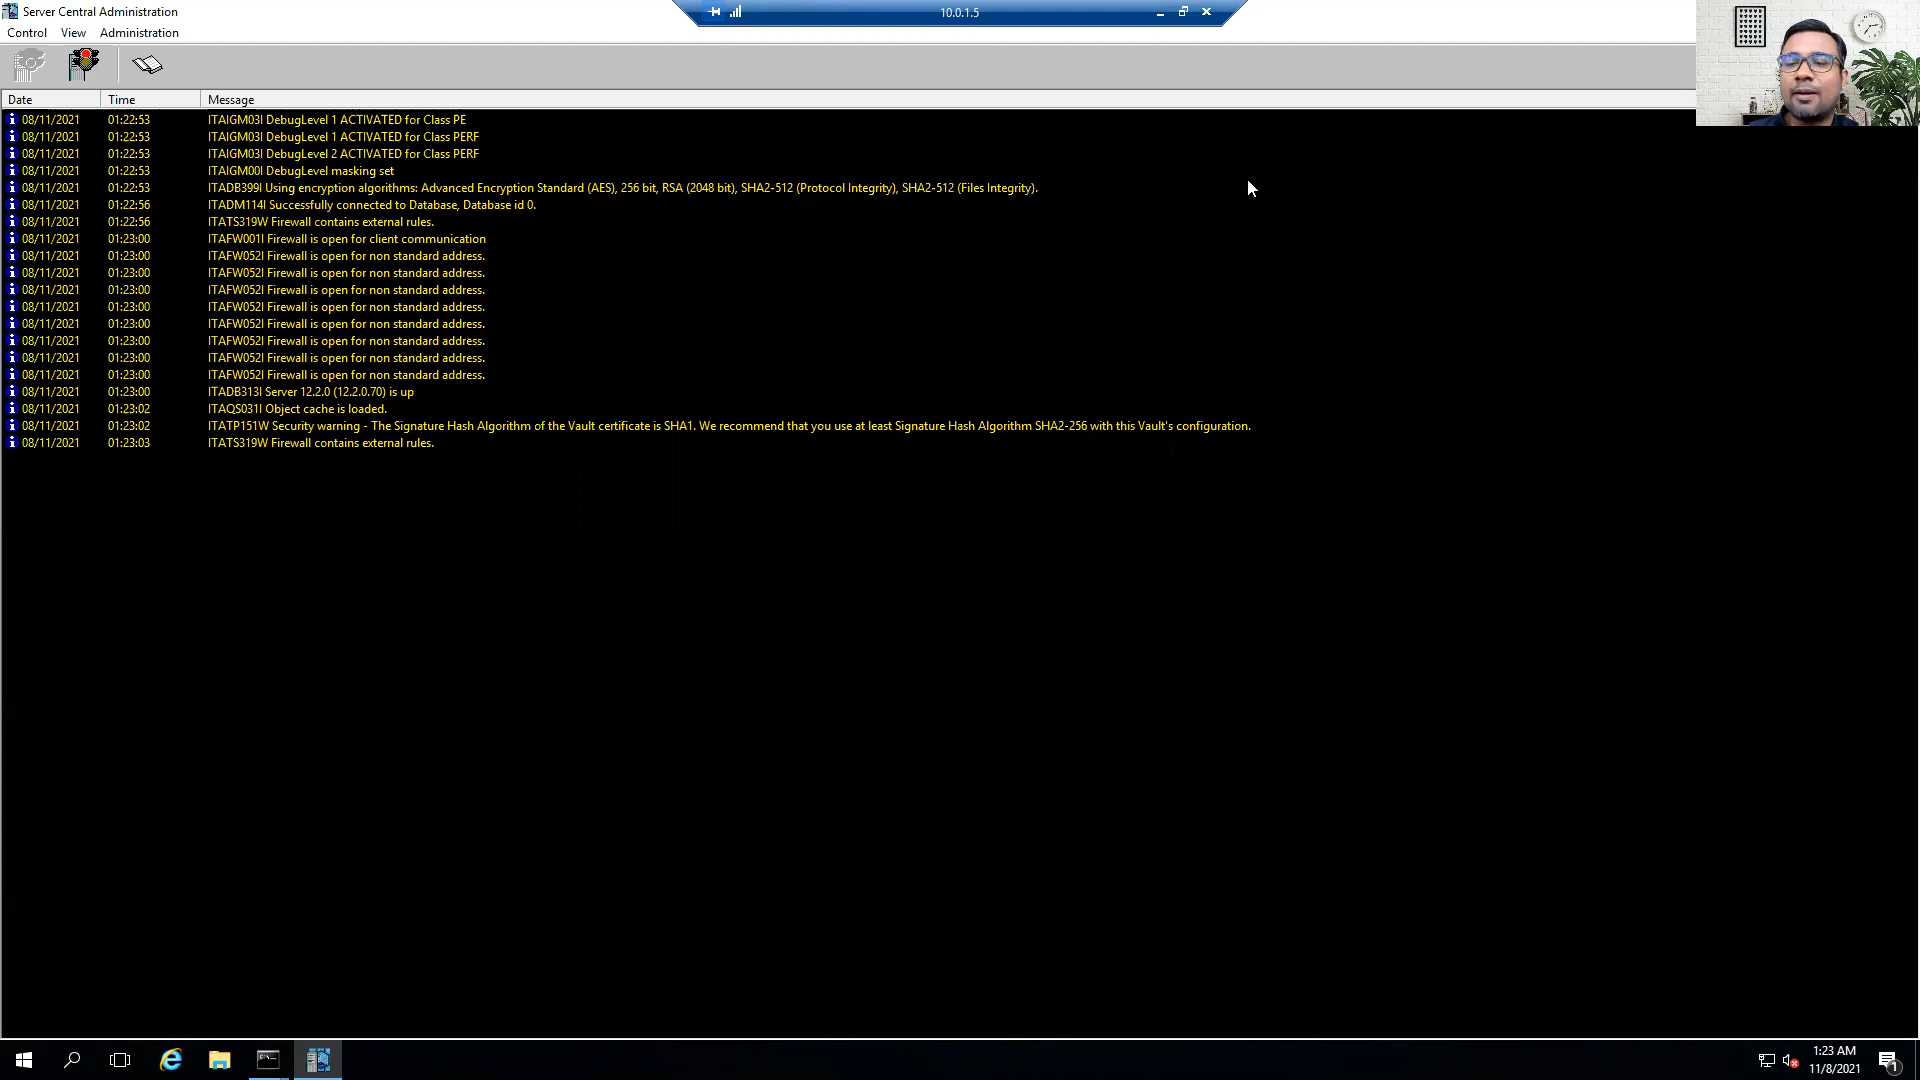 Server Central Administration
10.0.1.5
Control View Administration
Date Time Message
08/11/2021 01:22:53 ITAIGM03I DebugLevel 1 ACTIVATED for Class PE
08/11/2021 01:22:53 ITAIGM03I DebugLevel 1 ACTIVATED for Class PERF
08/11/2021 01:22:53 ITAIGM03I DebugLevel 2 ACTIVATED for Class PERF
08/11/2021 01:22:53 ITAIGM00I DebugLevel masking set
08/11/2021 01:22:53 ITADB399I Using encryption algorithms: Advanced Encryption Standard (AES), 256 bit, RSA (2048 bit), SHA2-512 (Protocol Integrity), SHA2-512 (Files Integrity).
08/11/2021 01:22:56 ITADM114I Successfully connected to Database, Database id 0.
08/11/2021 01:22:56 ITATS319W Firewall contains external rules.
08/11/2021 01:23:00 ITAFW001I Firewall is open for client communication
08/11/2021 01:23:00 ITAFW052I Firewall is open for non standard address.
08/11/2021 01:23:00 ITAFW052I Firewall is open for non standard address.
08/11/2021 01:23:00 ITAFW052I Firewall is open for non standard address.
08/11/2021 01:23:00 ITAFW052I Firewall is open for non standard address.
08/11/2021 01:23:00 ITAFW052I Firewall is open for non standard address.
08/11/2021 01:23:00 ITAFW052I Firewall is open for non standard address.
08/11/2021 01:23:00 ITAFW052I Firewall is open for non standard address.
08/11/2021 01:23:00 ITAFW052I Firewall is open for non standard address.
08/11/2021 01:23:00 ITADB313I Server 12.2.0 (12.2.0.70) is up
08/11/2021 01:23:02 ITAQS031I Object cache is loaded.
08/11/2021 01:23:02 ITATP151W Security warning - The Signature Hash Algorithm of the Vault certificate is SHA1. We recommend that you use at least Signature Hash Algorithm SHA2-256 with this Vault's configuration.
08/11/2021 01:23:03 ITATS319W Firewall contains external rules.
1:23 AM
11/8/2021
1